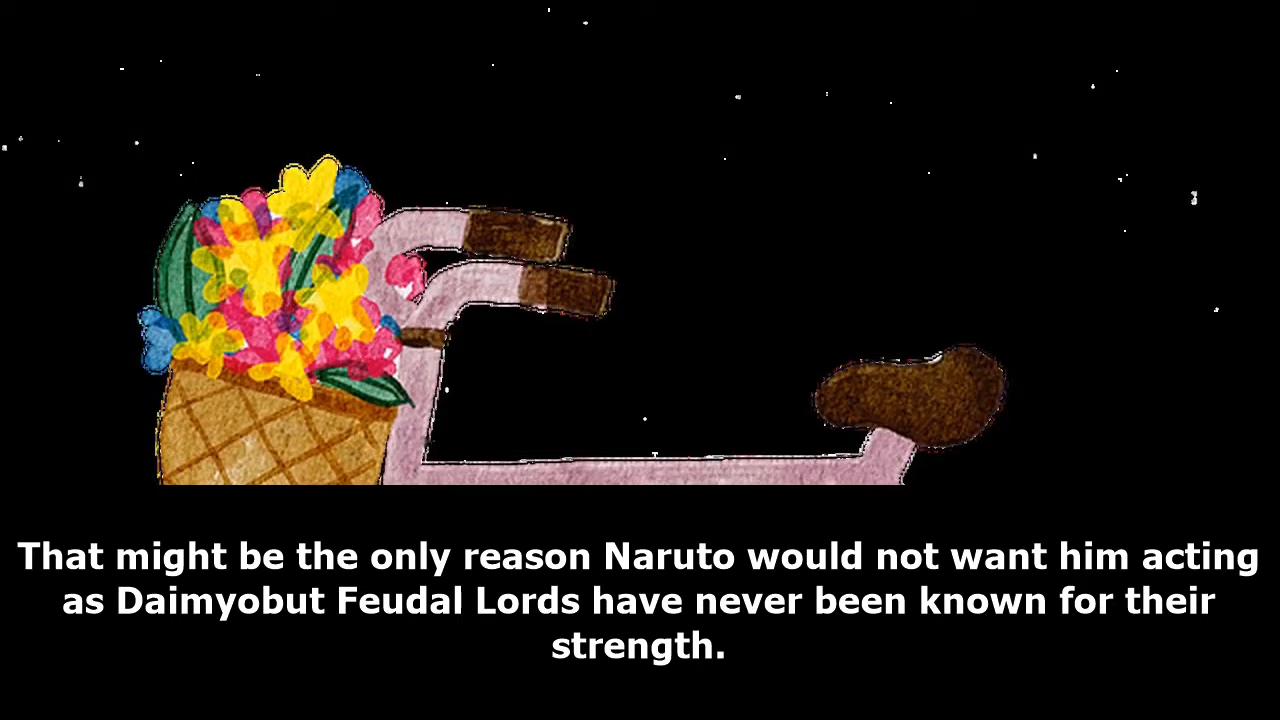 That might be the only reason Naruto would not want him acting
as Daimyobut Feudal Lords have never been known for their
strength.